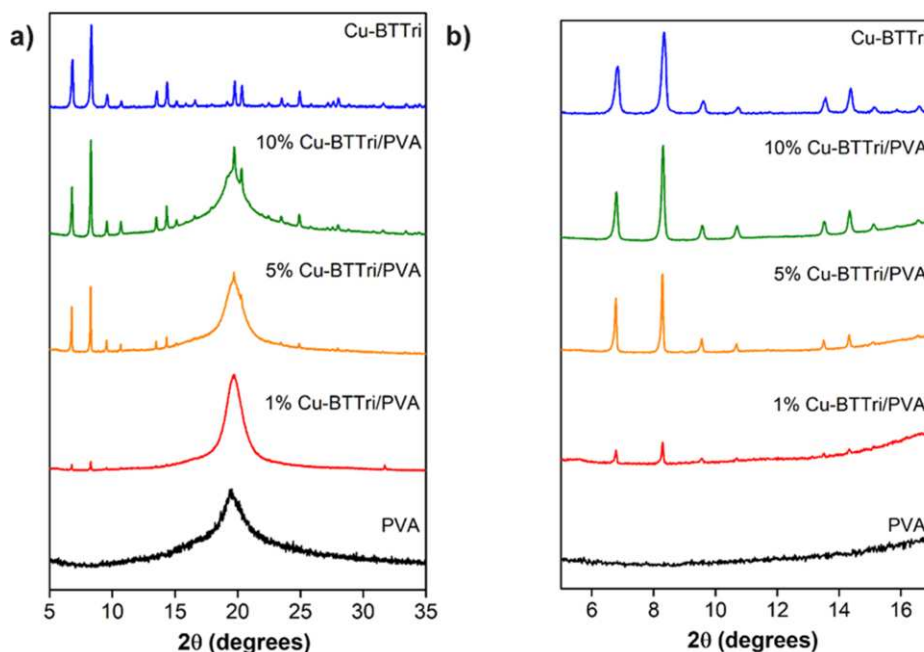 a)
Cu-BTTri
10% Cu-BTTri/PVA
5% Cu-BTTri/PVA
1% Cu-BTTri/PVA
PVA
5 10 15 20 25 30 35
2θ (degrees)
b)
Cu-BTTri
10% Cu-BTTri/PVA
5% Cu-BTTri/PVA
1% Cu-BTTri/PVA
PVA
6 8 10 12 14 16
2θ (degrees)